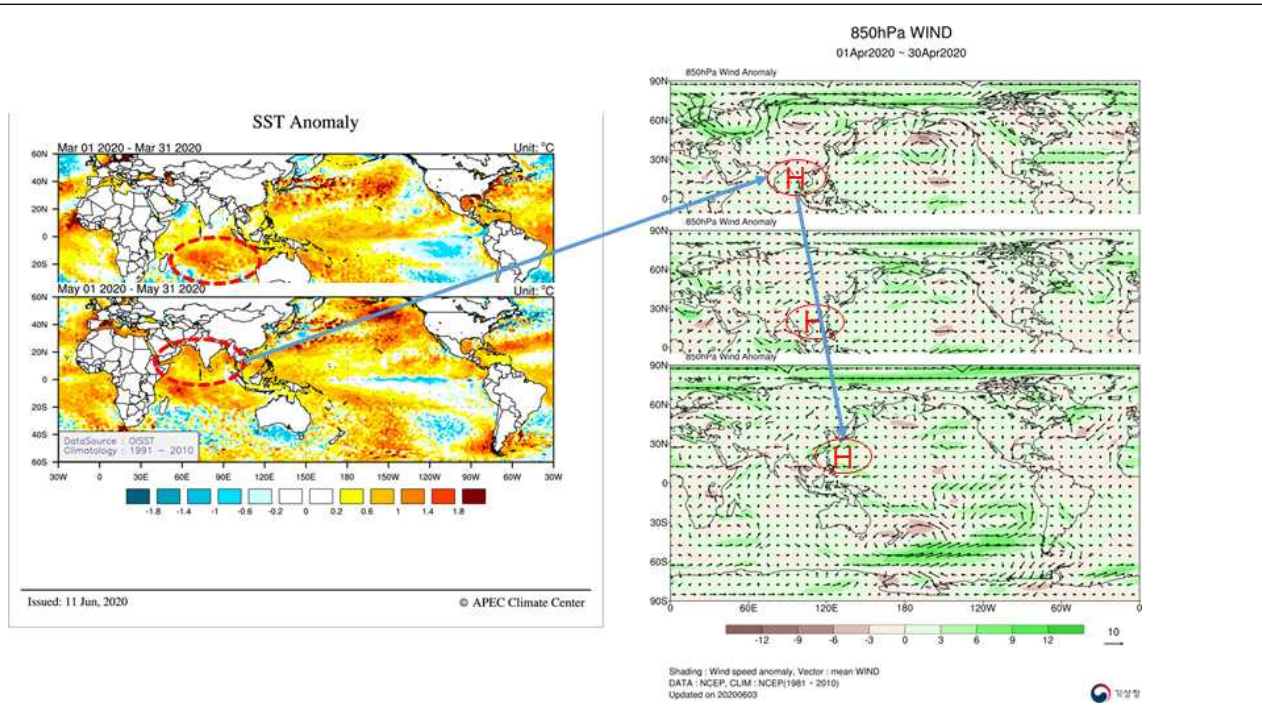 SST Anomaly
Mar 01 2020 - Mar 31 2020
Unit: °C
60N
40N
20N
0
20S
May 01 2020 - May 31 2020
Unit: °C
60N
40N
20N
0
20S
40S
60S
DataSource : OISST
Climatology : 1991 - 2010
30W 0 30E 60E 90E 120E 150E 180 150W 120W 90W 60W 30W
-1.8 -1.4 -1 -0.6 -0.2 0 0.2 0.6 1 1.4 1.8
Issued: 11 Jun, 2020
© APEC Climate Center
850hPa WIND
01Apr2020 ~ 30Apr2020
850hPa Wind Anomaly
90N
60N
30N
0
H
850hPa Wind Anomaly
90N
60N
30N
0
H
850hPa Wind Anomaly
90N
60N
30N
0
30S
60S
90S
H
0 60E 120E 180 120W 60W 0
-12 -9 -6 -3 0 3 6 9 12
10
Shading : Wind speed anomaly, Vector : mean WIND
DATA : NCEP, CLIM : NCEP(1981 - 2010)
Updated on 20200603
기상청